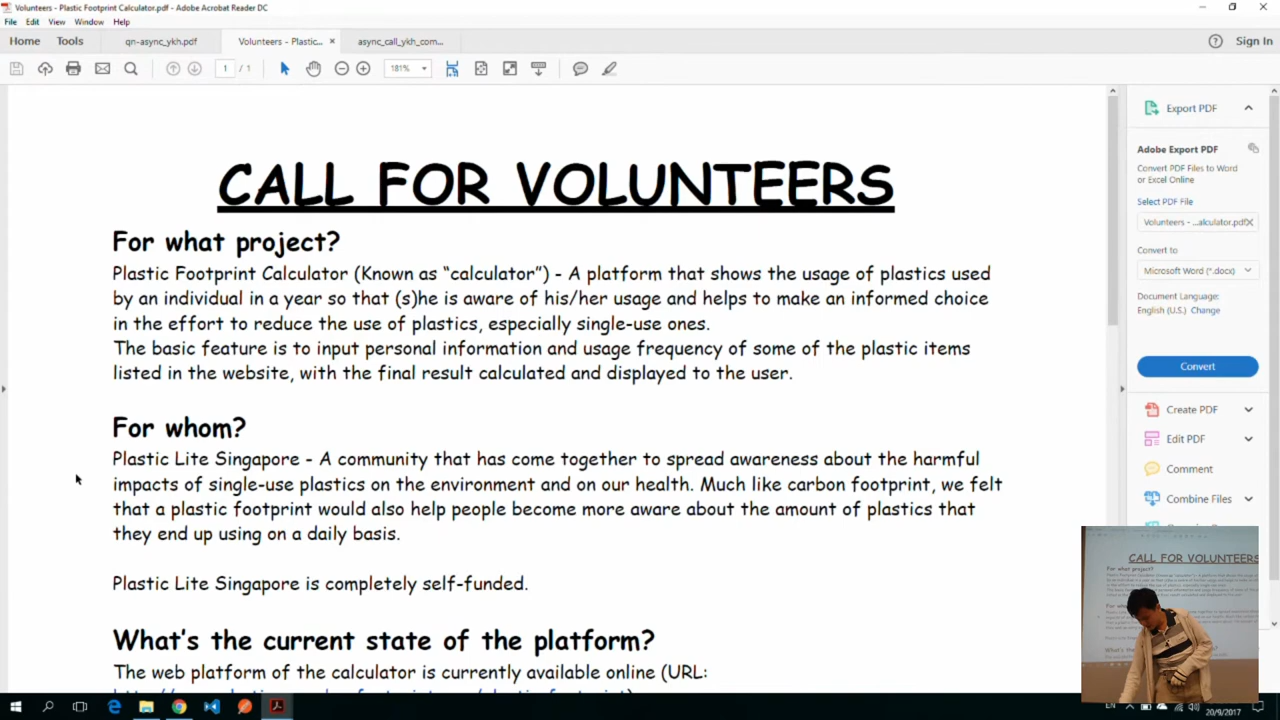 Volunteers - Plastic Footprint Calculator.pdf - Adobe Acrobat Reader DC
File Edit View Window Help
Home Tools qn-async_ykh.pdf Volunteers - Plastic... × async_call_ykh_com... Sign In
1 / 1 181%
CALL FOR VOLUNTEERS
For what project?
Plastic Footprint Calculator (Known as “calculator”) - A platform that shows the usage of plastics used
by an individual in a year so that (s)he is aware of his/her usage and helps to make an informed choice
in the effort to reduce the use of plastics, especially single-use ones.
The basic feature is to input personal information and usage frequency of some of the plastic items
listed in the website, with the final result calculated and displayed to the user.
For whom?
Plastic Lite Singapore - A community that has come together to spread awareness about the harmful
impacts of single-use plastics on the environment and on our health. Much like carbon footprint, we felt
that a plastic footprint would also help people become more aware about the amount of plastics that
they end up using on a daily basis.
Plastic Lite Singapore is completely self-funded.
What’s the current state of the platform?
The web platform of the calculator is currently available online (URL:
Export PDF
Adobe Export PDF
Convert PDF Files to Word
or Excel Online
Select PDF File
Volunteers - ...alculator.pdf
Convert to
Microsoft Word (*.docx)
Document Language:
English (U.S.) Change
Convert
Create PDF
Edit PDF
Comment
Combine Files
CALL FOR VOLUNTEERS
For what project?
20/9/2017